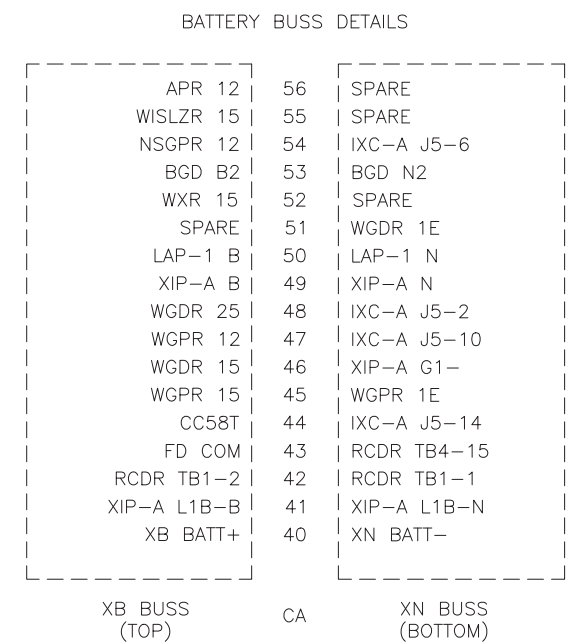 BATTERY BUSS DETAILS
APR 12 56 SPARE
WISLZR 15 55 SPARE
NSGPR 12 54 IXC-A J5-6
BGD B2 53 BGD N2
WXR 15 52 SPARE
SPARE 51 WGDR 1E
LAP-1 B 50 LAP-1 N
XIP-A B 49 XIP-A N
WGDR 25 48 IXC-A J5-2
WGPR 12 47 IXC-A J5-10
WGDR 15 46 XIP-A G1-
WGPR 15 45 WGPR 1E
CC58T 44 IXC-A J5-14
FD COM 43 RCDR TB4-15
RCDR TB1-2 42 RCDR TB1-1
XIP-A L1B-B 41 XIP-A L1B-N
XB BATT+ 40 XN BATT-
XB BUSS CA XN BUSS
(TOP) (BOTTOM)